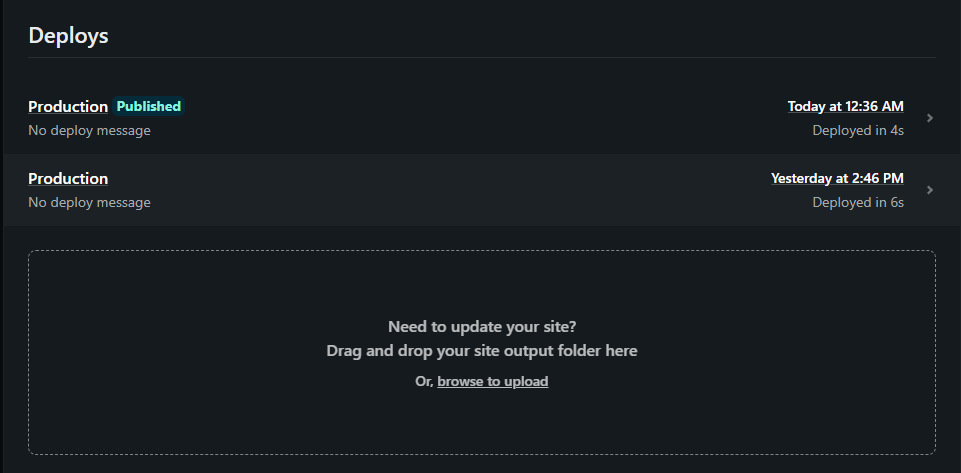 Deploys
Production Published
Today at 12:36 AM
No deploy message
Deployed in 4s
Production
Yesterday at 2:46 PM
No deploy message
Deployed in 6s
Need to update your site?
Drag and drop your site output folder here
Or, browse to upload